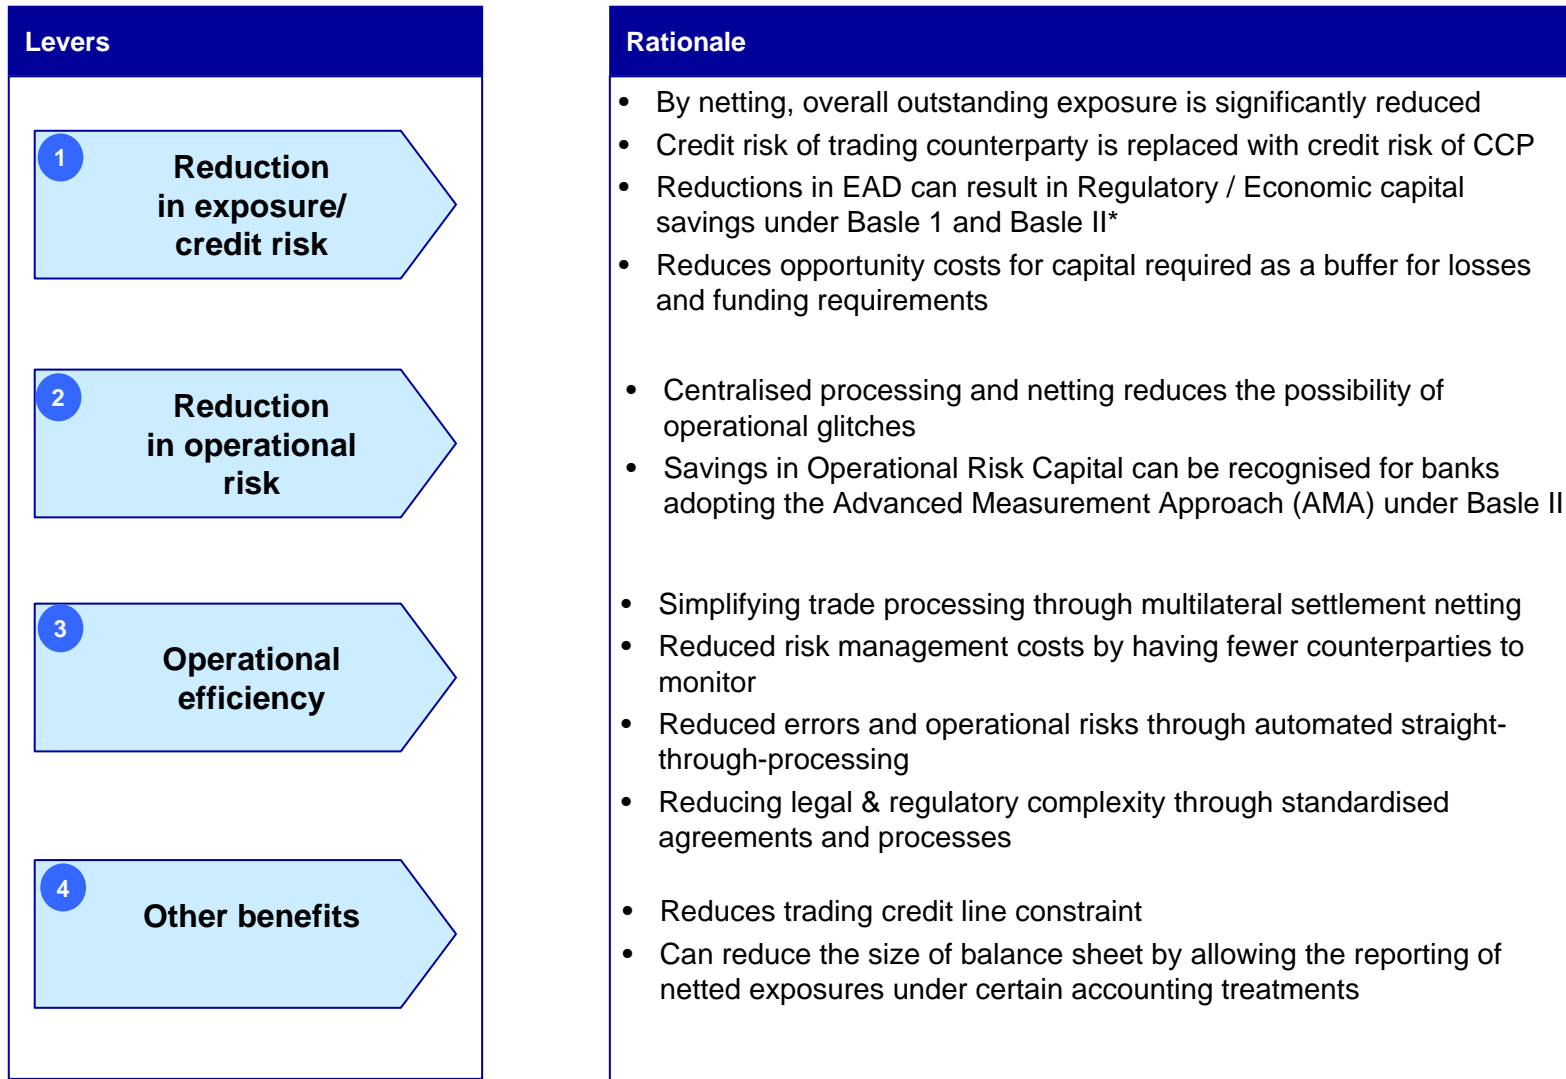 Levers
Rationale
1
Reduction
in exposure/
credit risk
• By netting, overall outstanding exposure is significantly reduced
• Credit risk of trading counterparty is replaced with credit risk of CCP
• Reductions in EAD can result in Regulatory / Economic capital
savings under Basle 1 and Basle II*
• Reduces opportunity costs for capital required as a buffer for losses
and funding requirements
2
Reduction
in operational
risk
• Centralised processing and netting reduces the possibility of
operational glitches
• Savings in Operational Risk Capital can be recognised for banks
adopting the Advanced Measurement Approach (AMA) under Basle II
3
Operational
efficiency
• Simplifying trade processing through multilateral settlement netting
• Reduced risk management costs by having fewer counterparties to
monitor
• Reduced errors and operational risks through automated straight-
through-processing
• Reducing legal & regulatory complexity through standardised
agreements and processes
4
Other benefits
• Reduces trading credit line constraint
• Can reduce the size of balance sheet by allowing the reporting of
netted exposures under certain accounting treatments